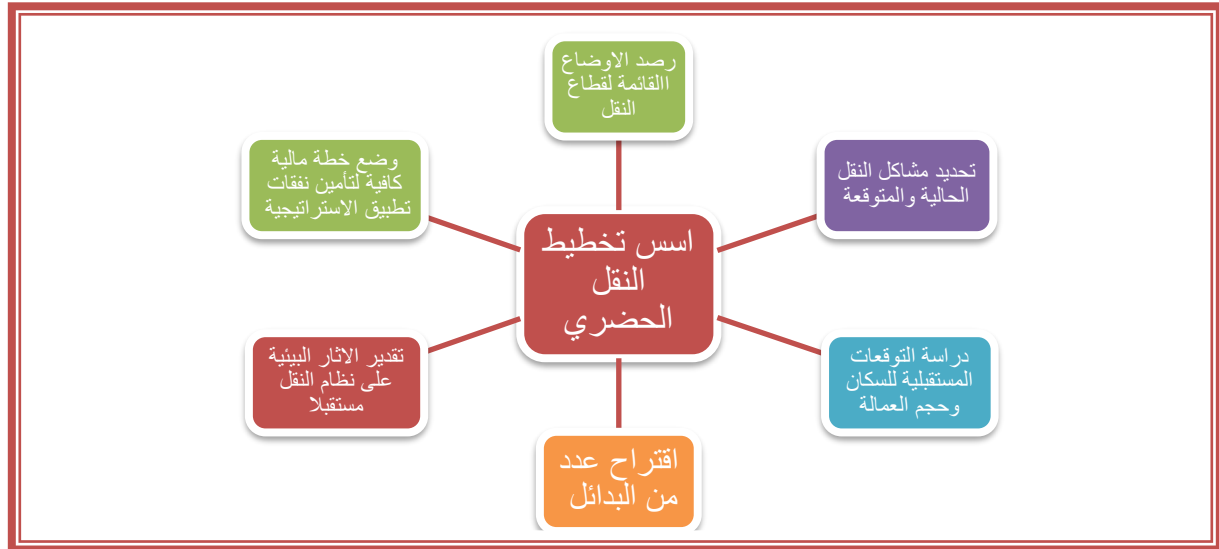 رصد الاوضاع
االقائمة لقطاع
النقل
تحديد مشاكل النقل
الحالية والمتوقعة
دراسة التوقعات
المستقبلية للسكان
وحجم العمالة
اقتراح عدد
من البدائل
تقدير الاثار البيئية
على نظام النقل
مستقبلا
وضع خطة مالية
كافية لتأمين نفقات
تطبيق الاستراتيجية
اسس تخطيط
النقل
الحضري